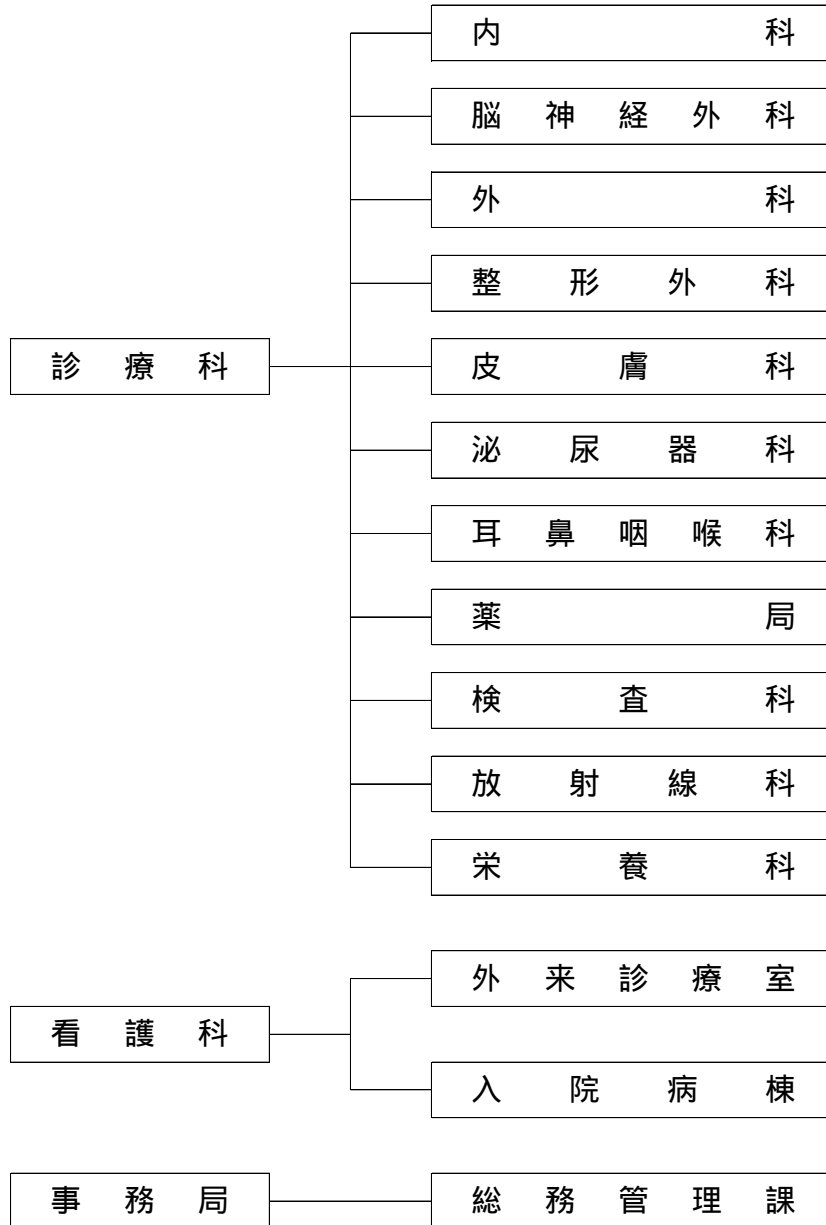 内科
脳神経外科
外科
整形外科
診療科
皮膚科
泌尿器科
耳鼻咽喉科
薬局
検査科
放射線科
栄養科
外来診療室
看護科
入院病棟
事務局
総務管理課